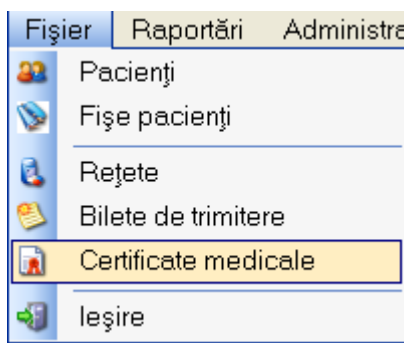 Fişier Raportări Administra
Pacienţi
Fişe pacienţi
Reţete
Bilete de trimitere
Certificate medicale
Ieşire